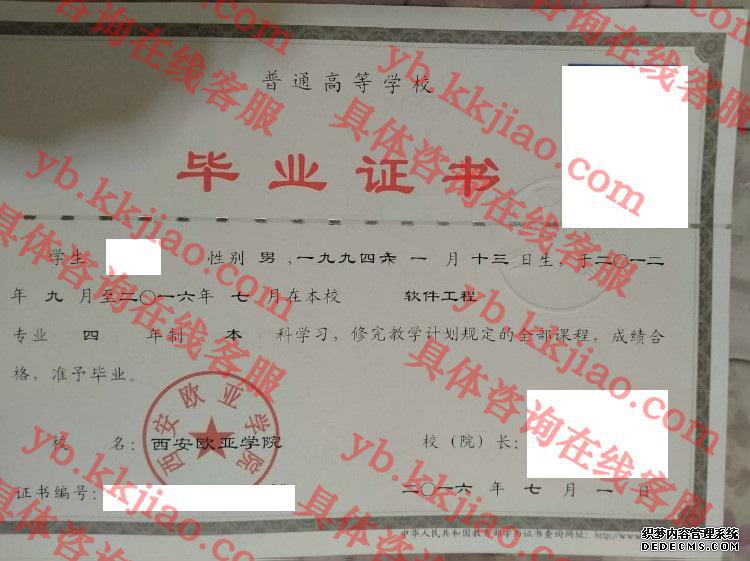 普通高等学校
毕业证书
学生 性别 男 ，一九九四年 一 月 十三 日生，于二〇一二
年 九 月至二〇一六年 七 月在本校 软件工程
专业 四 年制 本 科学习，修完教学计划规定的全部课程，成绩合
格，准予毕业。
西安欧亚学院
校 名：西安欧亚学院 校（院）长：
证书编号： 二〇一六 年 七 月 一 日
中华人民共和国教育部学历证书查询网址：http://www
yb.kkjiao.com
具体咨询在线客服
织梦内容管理系统
DEDECMS.COM